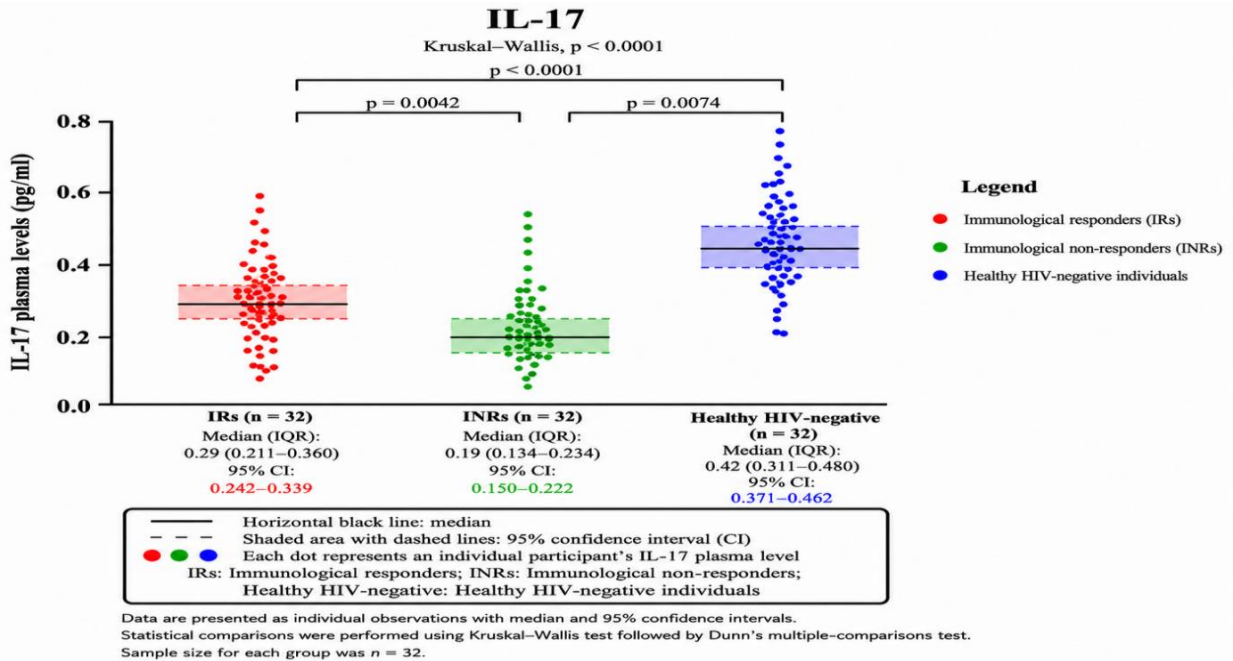 IL-17
Kruskal–Wallis, p < 0.0001
p < 0.0001
p = 0.0042
p = 0.0074
IL-17 plasma levels (pg/ml)
0.8
0.6
0.4
0.2
0.0
Legend
Immunological responders (IRs)
Immunological non-responders (INRs)
Healthy HIV-negative individuals
IRs (n = 32)
Median (IQR):
0.29 (0.211–0.360)
95% CI:
0.242–0.339
INRs (n = 32)
Median (IQR):
0.19 (0.134–0.234)
95% CI:
0.150–0.222
Healthy HIV-negative
(n = 32)
Median (IQR):
0.42 (0.311–0.480)
95% CI:
0.371–0.462
Horizontal black line: median
Shaded area with dashed lines: 95% confidence interval (CI)
Each dot represents an individual participant's IL-17 plasma level
IRs: Immunological responders; INRs: Immunological non-responders;
Healthy HIV-negative: Healthy HIV-negative individuals
Data are presented as individual observations with median and 95% confidence intervals.
Statistical comparisons were performed using Kruskal–Wallis test followed by Dunn's multiple-comparisons test.
Sample size for each group was n = 32.